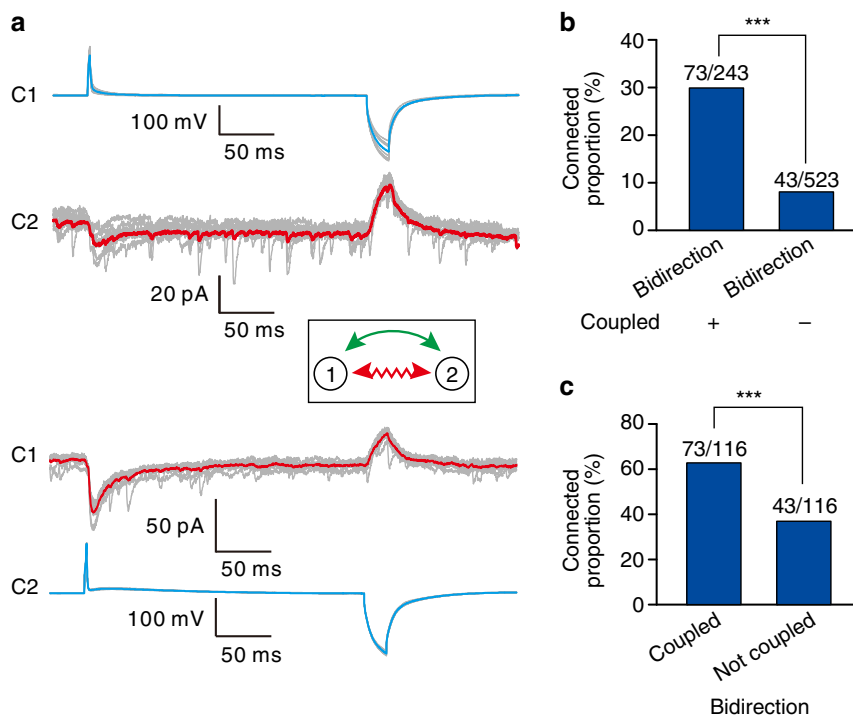 a
C1
100 mV
50 ms
C2
20 pA
50 ms
1 2
C1
50 pA
50 ms
C2
100 mV
50 ms
b
***
40
30
20
10
0
Connected
proportion (%)
73/243
43/523
Bidirection
Bidirection
Coupled + –
c
***
80
60
40
20
0
Connected
proportion (%)
73/116
43/116
Coupled
Not coupled
Bidirection